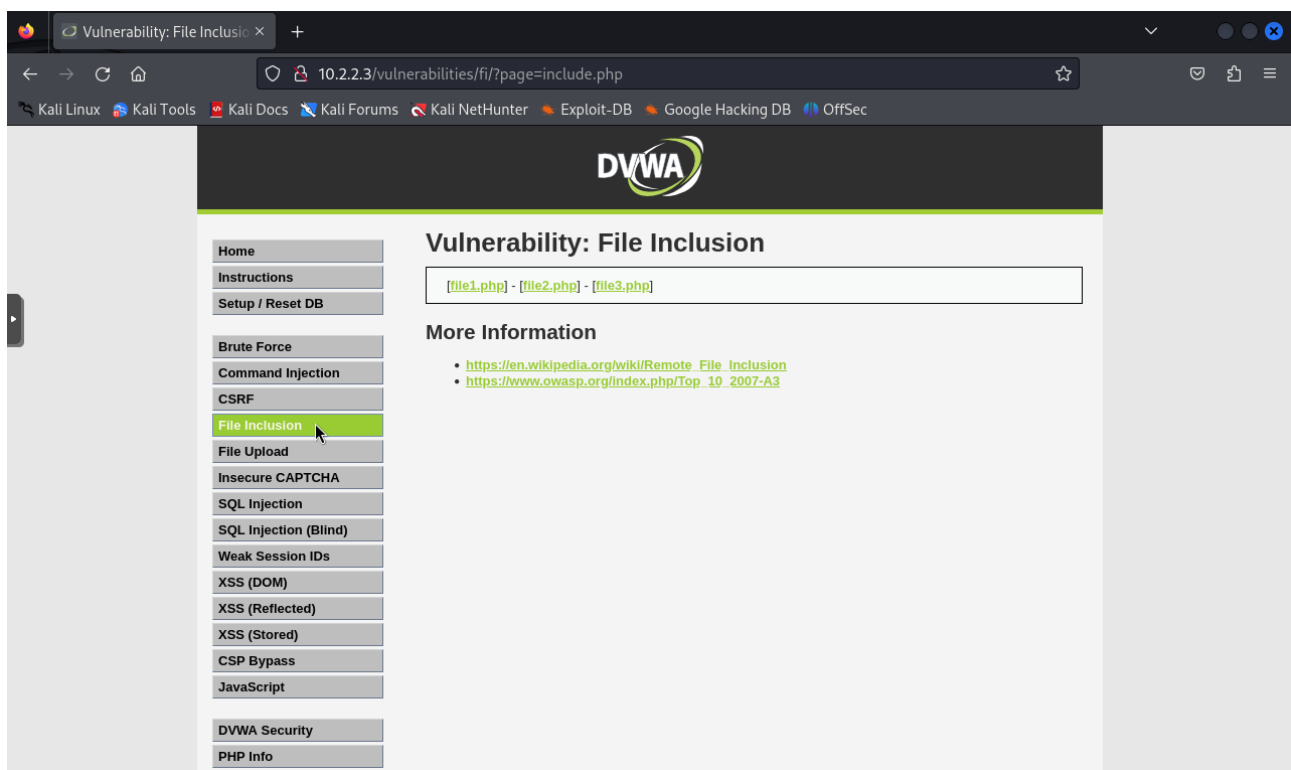 Vulnerability: File Inclusio
10.2.2.3/vulnerabilities/fi/?page=include.php
Kali Linux Kali Tools Kali Docs Kali Forums Kali NetHunter Exploit-DB Google Hacking DB OffSec
DVWA
Home
Instructions
Setup / Reset DB
Brute Force
Command Injection
CSRF
File Inclusion
File Upload
Insecure CAPTCHA
SQL Injection
SQL Injection (Blind)
Weak Session IDs
XSS (DOM)
XSS (Reflected)
XSS (Stored)
CSP Bypass
JavaScript
DVWA Security
PHP Info
Vulnerability: File Inclusion
[file1.php] - [file2.php] - [file3.php]
More Information
• https://en.wikipedia.org/wiki/Remote_File_Inclusion
• https://www.owasp.org/index.php/Top_10_2007-A3